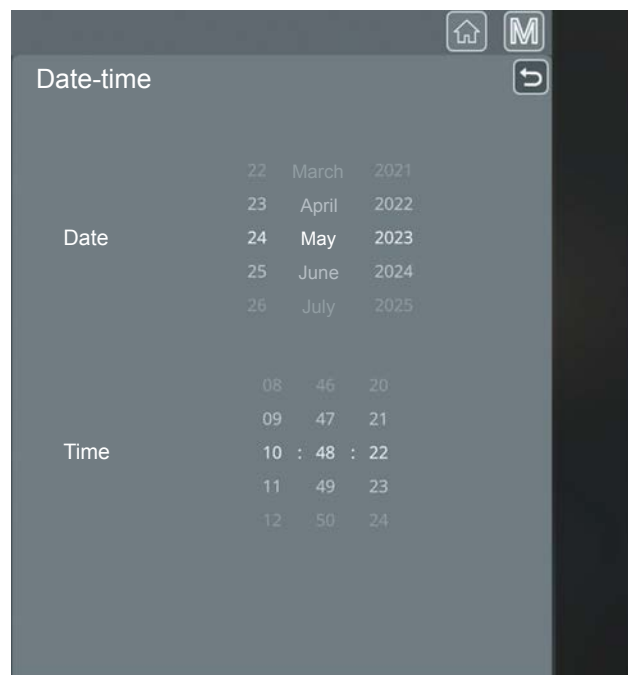 M
Date-time
22 March 2021
23 April 2022
Date 24 May 2023
25 June 2024
26 July 2025
08 46 20
09 47 21
Time 10 : 48 : 22
11 49 23
12 50 24